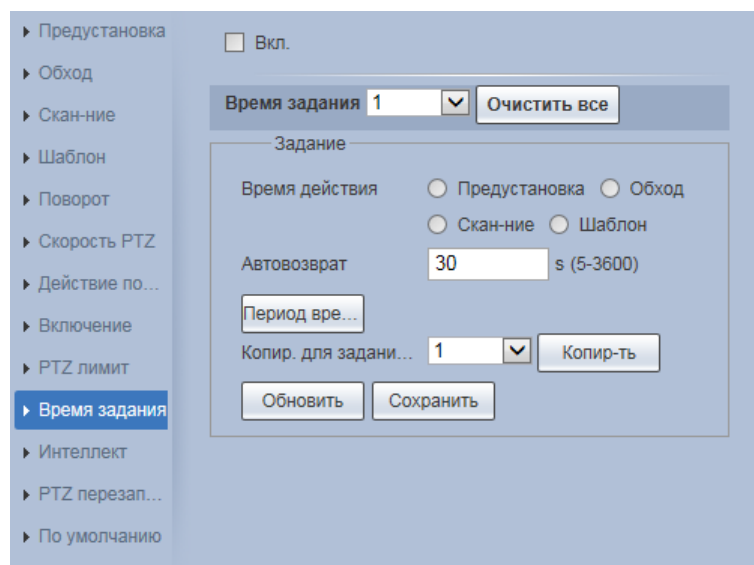 Предустановка
Обход
Скан-ние
Шаблон
Поворот
Скорость PTZ
Действие по...
Включение
PTZ лимит
Время задания
Интеллект
PTZ перезап...
По умолчанию
Вкл.
Время задания 1 Очистить все
Задание
Время действия Предустановка Обход
Скан-ние Шаблон
Автовозврат 30 s (5-3600)
Период вре...
Копир. для задани... 1 Копир-ть
Обновить Сохранить